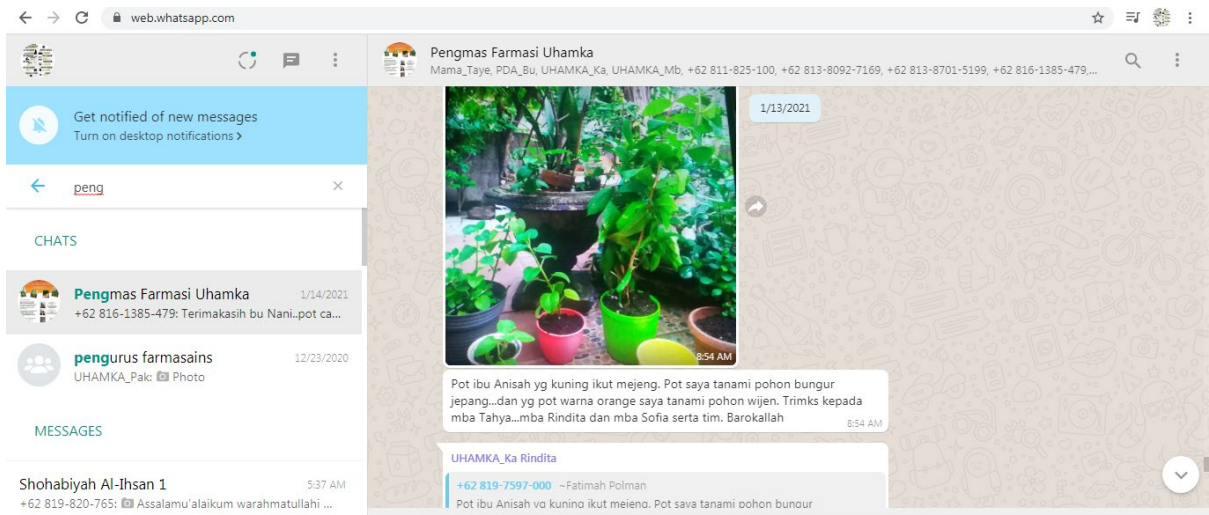 web.whatsapp.com
Get notified of new messages
Turn on desktop notifications >
peng
CHATS
Pengmas Farmasi Uhamka 1/14/2021
+62 816-1385-479: Terimakasih bu Nani..pot ca...
pengurus farmasains 12/23/2020
UHAMKA_Pak: Photo
MESSAGES
Shohabiyah Al-Ihsan 1 5:37 AM
+62 819-820-765: Assalamu'alaikum warahmatullahi ...
Pengmas Farmasi Uhamka
Mama_Taye, PDA_Bu, UHAMKA_Ka, UHAMKA_Mb, +62 811-825-100, +62 813-8092-7169, +62 813-8701-5199, +62 816-1385-479,...
1/13/2021
8:54 AM
Pot ibu Anisah yg kuning ikut mejeng. Pot saya tanami pohon bungur
jepang...dan yg pot warna orange saya tanami pohon wijen. Trimks kepada
mba Tahya...mba Rindita dan mba Sofia serta tim. Barokallah
8:54 AM
UHAMKA_Ka Rindita
+62 819-7597-000 ~Fatimah Polman
Pot ibu Anisah yg kuning ikut mejeng. Pot saya tanami pohon bungur